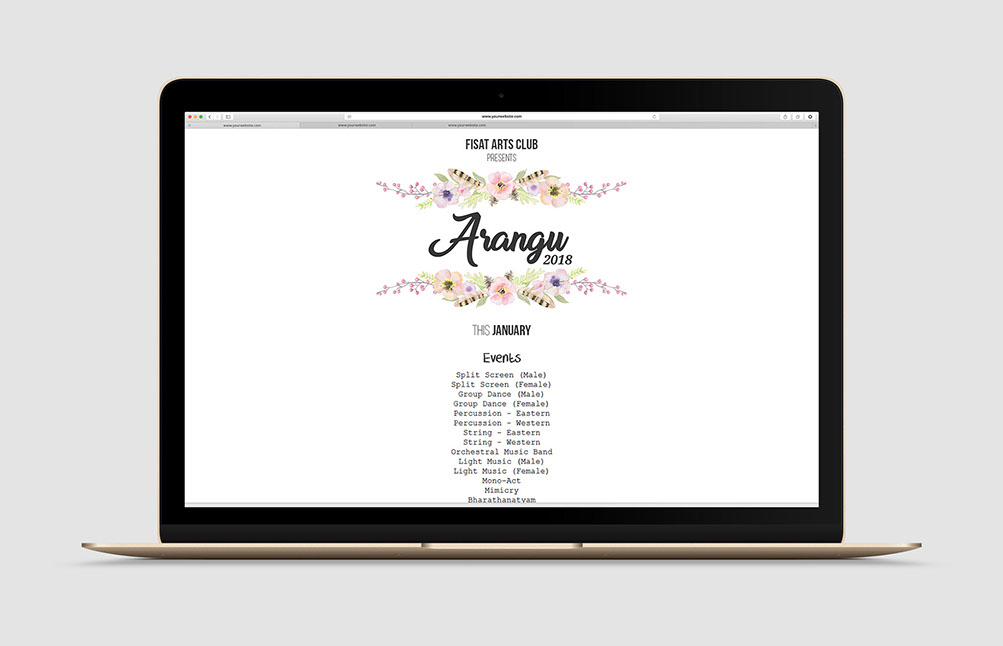 www.yourwebsite.com
www.yourwebsite.com
www.yourwebsite.com
www.yourwebsite.com
FISAT ARTS CLUB
PRESENTS
Arangu
2018
THIS JANUARY
Events
Split Screen (Male)
Split Screen (Female)
Group Dance (Male)
Group Dance (Female)
Percussion - Eastern
Percussion - Western
String - Eastern
String - Western
Orchestral Music Band
Light Music (Male)
Light Music (Female)
Mono-Act
Mimicry
Bharathanatyam